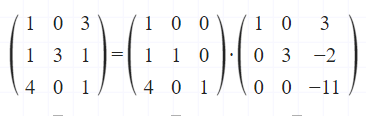 ( 1 0 3 ) ( 1 0 0 ) ( 1 0 3 )
( 1 3 1 ) = ( 1 1 0 ) · ( 0 3 −2 )
( 4 0 1 ) ( 4 0 1 ) ( 0 0 −11 )